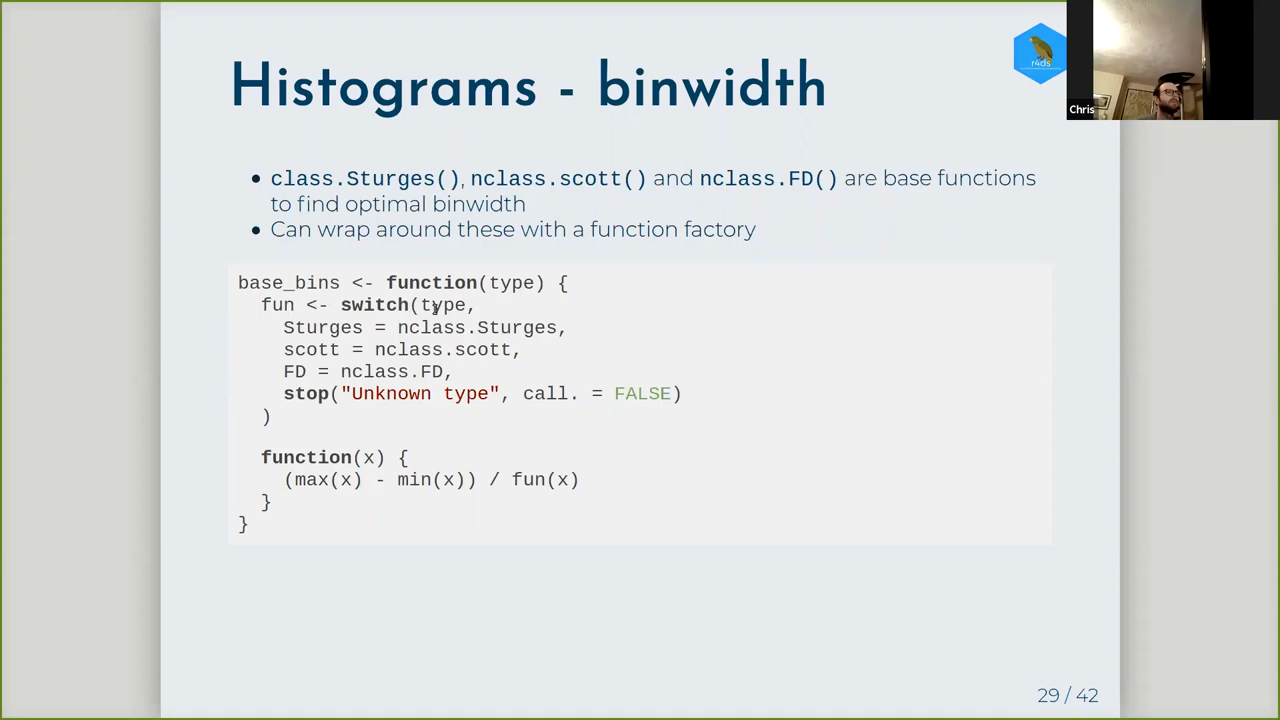 Histograms - binwidth
r4ds
Chris
class.Sturges(), nclass.scott() and nclass.FD() are base functions
to find optimal binwidth
Can wrap around these with a function factory
base_bins <- function(type) {
  fun <- switch(type,
    Sturges = nclass.Sturges,
    scott = nclass.scott,
    FD = nclass.FD,
    stop("Unknown type", call. = FALSE)
  )
  function(x) {
    (max(x) - min(x)) / fun(x)
  }
}
29 / 42